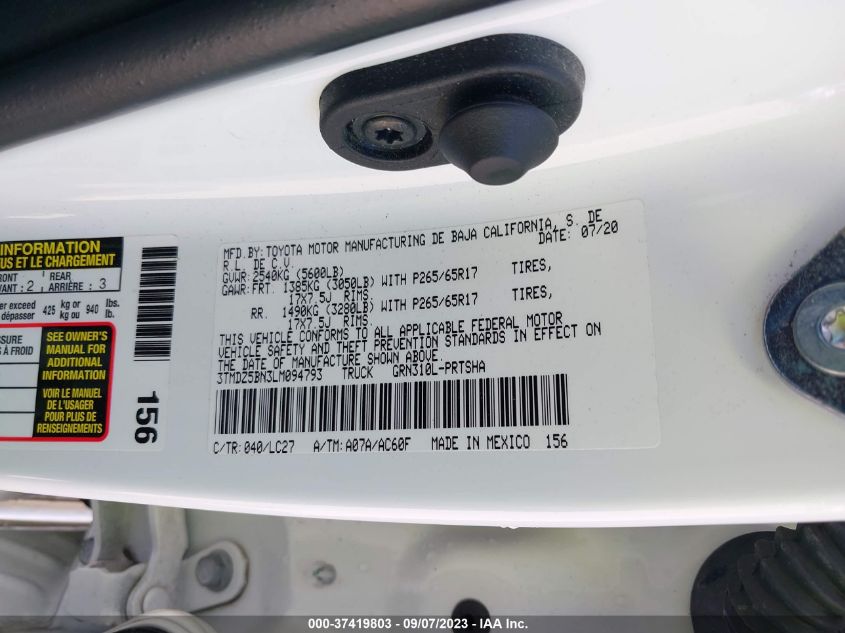 INFORMATION
US ET LE CHARGEMENT
FRONT
VANT : 2
REAR
ARRIÈRE : 3
er exceed
dépasser
425
kg or
kg ou
940
lbs.
lb.
SSURE
S À FROID
SEE OWNER'S
MANUAL FOR
ADDITIONAL
INFORMATION
VOIR LE MANUEL
DE L'USAGER
POUR PLUS DE
RENSEIGNEMENTS
156
MFD.BY:TOYOTA MOTOR MANUFACTURING DE BAJA CALIFORNIA, S. DE
R.L. DE C.V. DATE: 07/20
GVWR: 2540KG (5600LB)
GAWR:FRT. 1385KG (3050LB) WITH P265/65R17 TIRES,
17X7.5J RIMS.
RR. 1490KG (3280LB) WITH P265/65R17 TIRES,
17X7.5J RIMS.
THIS VEHICLE CONFORMS TO ALL APPLICABLE FEDERAL MOTOR
VEHICLE SAFETY AND THEFT PREVENTION STANDARDS IN EFFECT ON
THE DATE OF MANUFACTURE SHOWN ABOVE.
3TMDZ5BN3LM094793 TRUCK GRN310L-PRTSHA
C/TR: 040/LC27 A/TM: A07A/AC60F MADE IN MEXICO 156
000-37419803 - 09/07/2023 - IAA Inc.